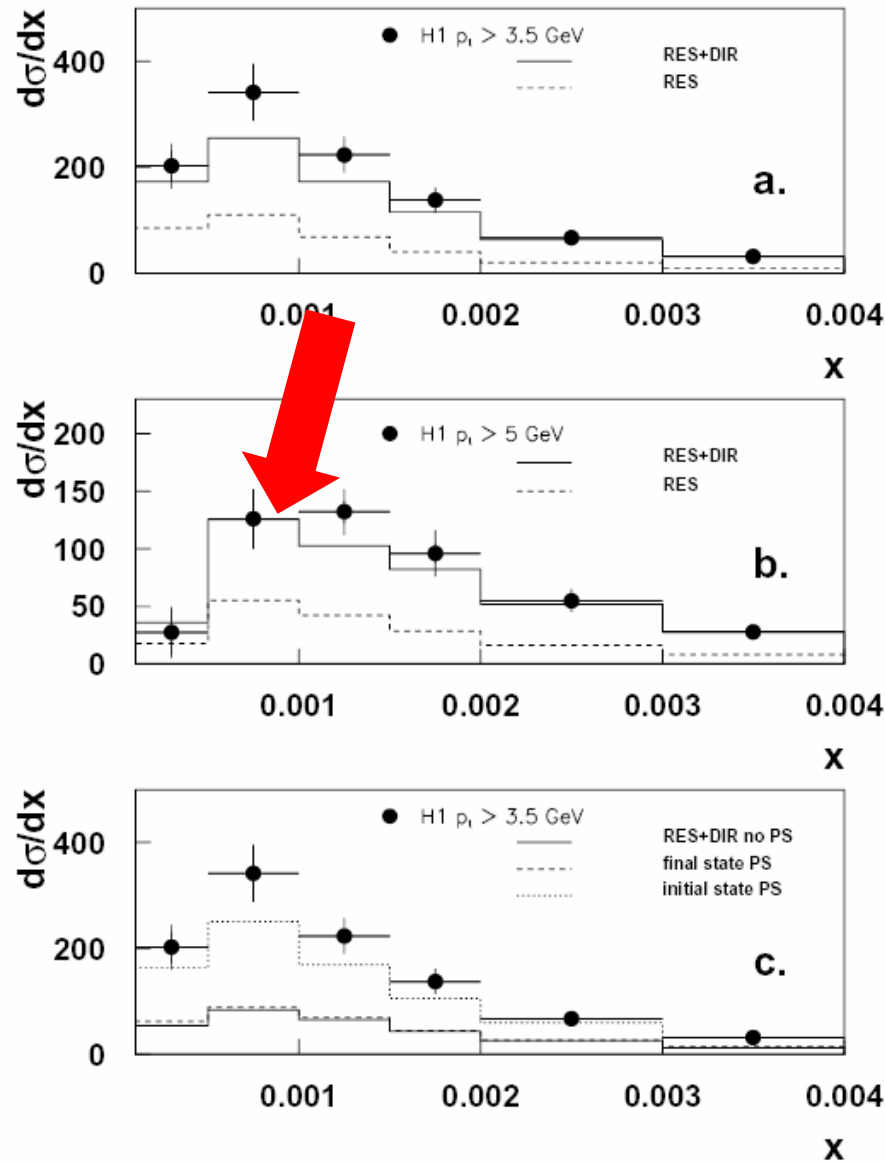 dσ/dx
H1 pₜ > 3.5 GeV
RES+DIR
RES
400
200
0
a.
0.001
0.002
0.003
0.004
x
dσ/dx
H1 pₜ > 5 GeV
RES+DIR
RES
200
150
100
50
0
b.
0.001
0.002
0.003
0.004
x
dσ/dx
H1 pₜ > 3.5 GeV
RES+DIR no PS
final state PS
initial state PS
400
200
0
c.
0.001
0.002
0.003
0.004
x